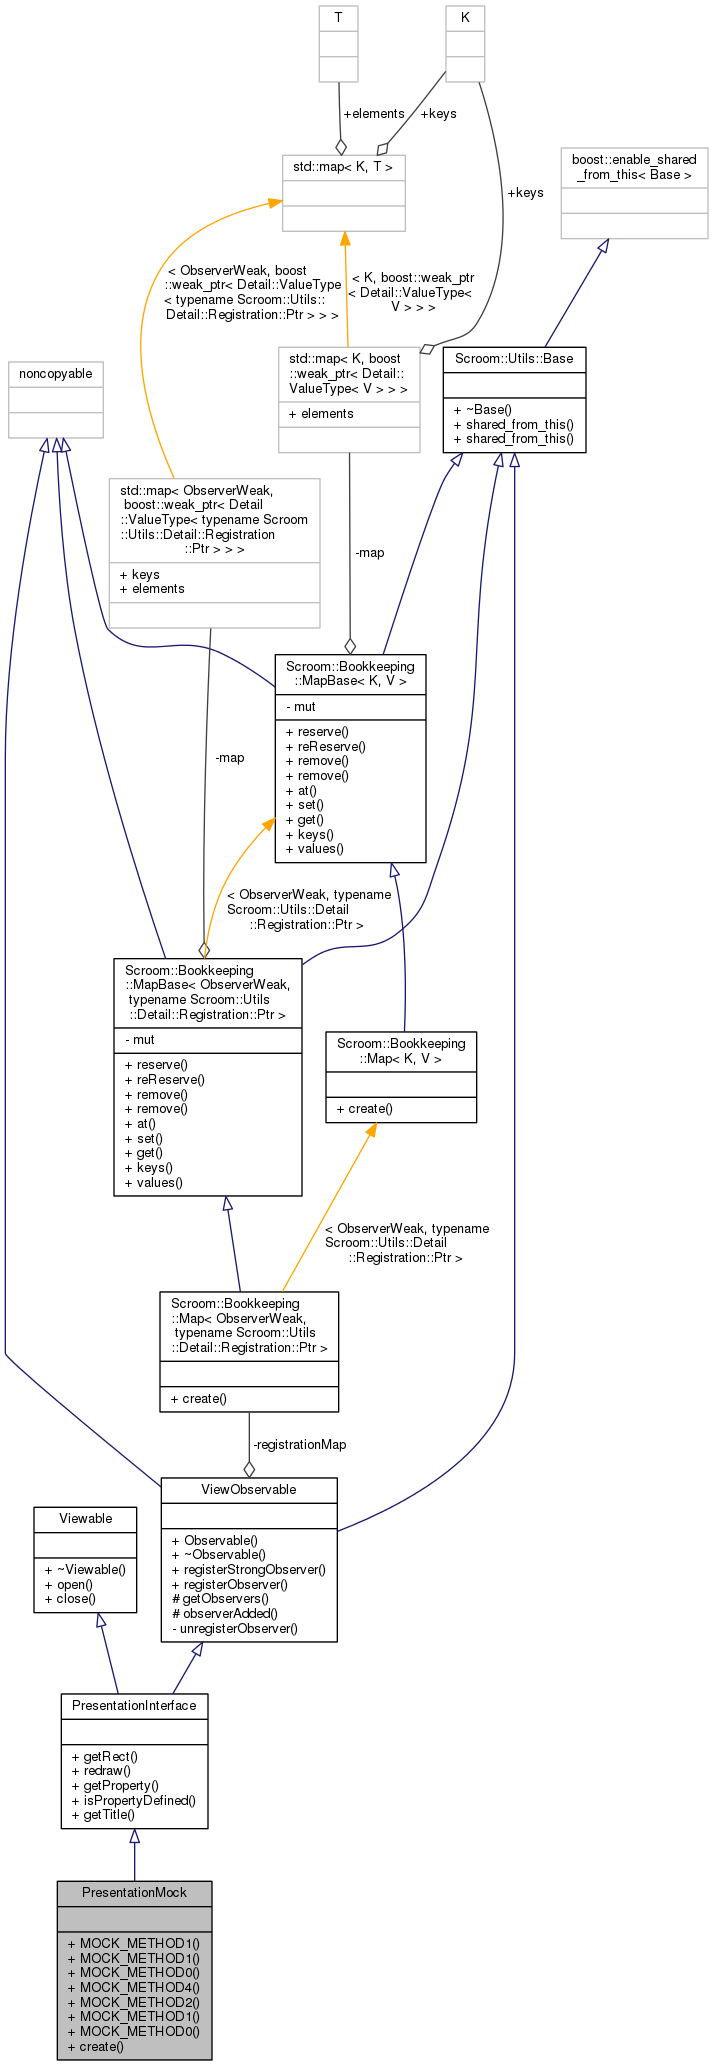 T
K
+elements
+keys
std::map< K, T >
boost::enable_shared
_from_this< Base >
+keys
< ObserverWeak, boost
::weak_ptr< Detail::ValueType
< typename Scroom::Utils::
Detail::Registration::Ptr > > >
< K, boost::weak_ptr
< Detail::ValueType<
V > > >
noncopyable
std::map< K, boost
::weak_ptr< Detail::
ValueType< V > > >
+ elements
Scroom::Utils::Base
+ ~Base()
+ shared_from_this()
+ shared_from_this()
std::map< ObserverWeak,
boost::weak_ptr< Detail
::ValueType< typename Scroom
::Utils::Detail::Registration
::Ptr > > >
+ keys
+ elements
-map
Scroom::Bookkeeping
::MapBase< K, V >
- mut
+ reserve()
+ reReserve()
+ remove()
+ remove()
+ at()
+ set()
+ get()
+ keys()
+ values()
-map
< ObserverWeak, typename
Scroom::Utils::Detail
::Registration::Ptr >
Scroom::Bookkeeping
::MapBase< ObserverWeak,
typename Scroom::Utils
::Detail::Registration::Ptr >
- mut
+ reserve()
+ reReserve()
+ remove()
+ remove()
+ at()
+ set()
+ get()
+ keys()
+ values()
Scroom::Bookkeeping
::Map< K, V >
+ create()
< ObserverWeak, typename
Scroom::Utils::Detail
::Registration::Ptr >
Scroom::Bookkeeping
::Map< ObserverWeak,
typename Scroom::Utils
::Detail::Registration::Ptr >
+ create()
-registrationMap
ViewObservable
+ Observable()
+ ~Observable()
+ registerStrongObserver()
+ registerObserver()
# getObservers()
# observerAdded()
- unregisterObserver()
Viewable
+ ~Viewable()
+ open()
+ close()
PresentationInterface
+ getRect()
+ redraw()
+ getProperty()
+ isPropertyDefined()
+ getTitle()
PresentationMock
+ MOCK_METHOD1()
+ MOCK_METHOD1()
+ MOCK_METHOD0()
+ MOCK_METHOD4()
+ MOCK_METHOD2()
+ MOCK_METHOD1()
+ MOCK_METHOD0()
+ create()